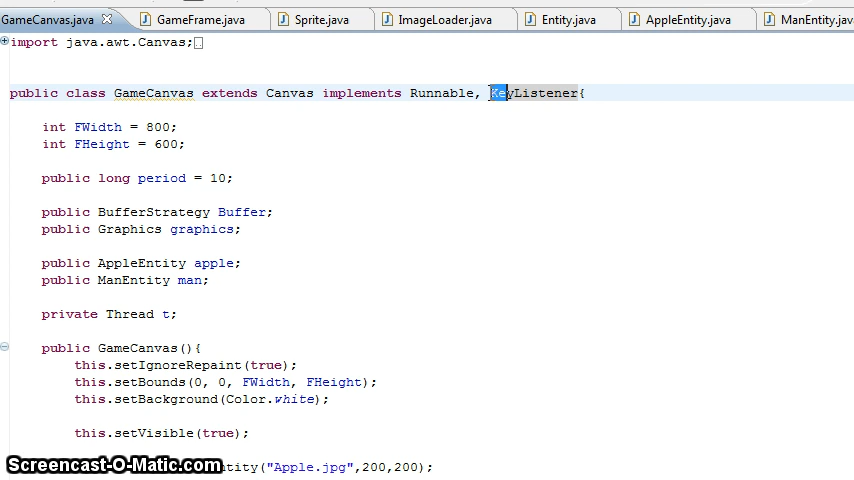 GameCanvas.java GameFrame.java Sprite.java ImageLoader.java Entity.java AppleEntity.java ManEntity.jav
import java.awt.Canvas;
public class GameCanvas extends Canvas implements Runnable, KeyListener{
int FWidth = 800;
int FHeight = 600;
public long period = 10;
public BufferStrategy Buffer;
public Graphics graphics;
public AppleEntity apple;
public ManEntity man;
private Thread t;
public GameCanvas(){
this.setIgnoreRepaint(true);
this.setBounds(0, 0, FWidth, FHeight);
this.setBackground(Color.white);
this.setVisible(true);
Screencast-O-Matic.com tity("Apple.jpg",200,200);